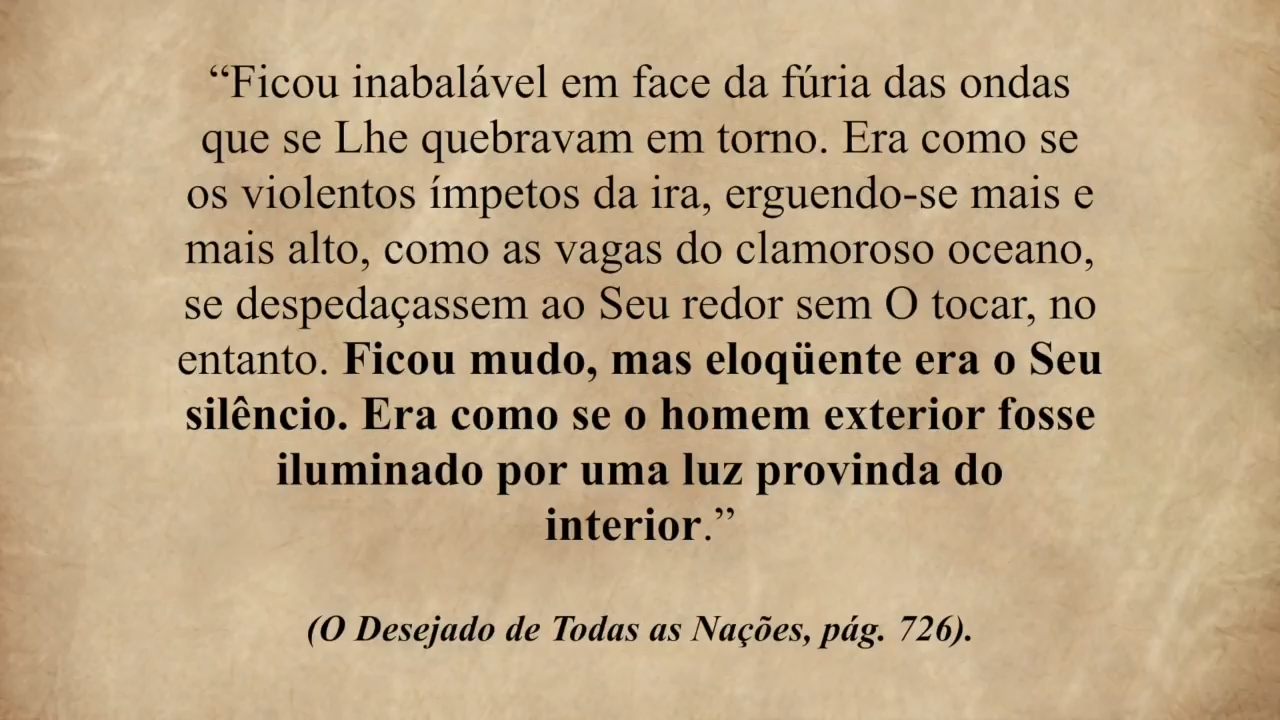 “Ficou inabalável em face da fúria das ondas
que se Lhe quebravam em torno. Era como se
os violentos ímpetos da ira, erguendo-se mais e
mais alto, como as vagas do clamoroso oceano,
se despedaçassem ao Seu redor sem O tocar, no
entanto. Ficou mudo, mas eloqüente era o Seu
silêncio. Era como se o homem exterior fosse
iluminado por uma luz provinda do
interior.”
(O Desejado de Todas as Nações, pág. 726).